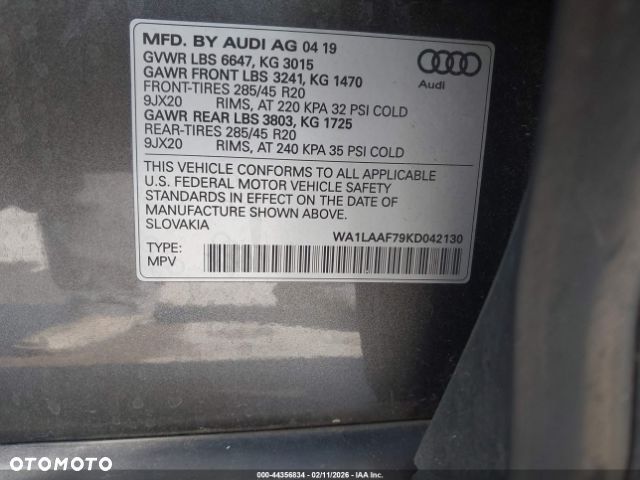 MFD. BY AUDI AG 04 19
GVWR LBS 6647, KG 3015
GAWR FRONT LBS 3241, KG 1470
FRONT-TIRES 285/45 R20
9JX20 RIMS, AT 220 KPA 32 PSI COLD
GAWR REAR LBS 3803, KG 1725
REAR-TIRES 285/45 R20
9JX20 RIMS, AT 240 KPA 35 PSI COLD
Audi
THIS VEHICLE CONFORMS TO ALL APPLICABLE
U.S. FEDERAL MOTOR VEHICLE SAFETY
STANDARDS IN EFFECT ON THE DATE OF
MANUFACTURE SHOWN ABOVE.
SLOVAKIA
WA1LAAF79KD042130
TYPE:
MPV
OTOMOTO
000-44356834 - 02/11/2026 - IAA Inc.